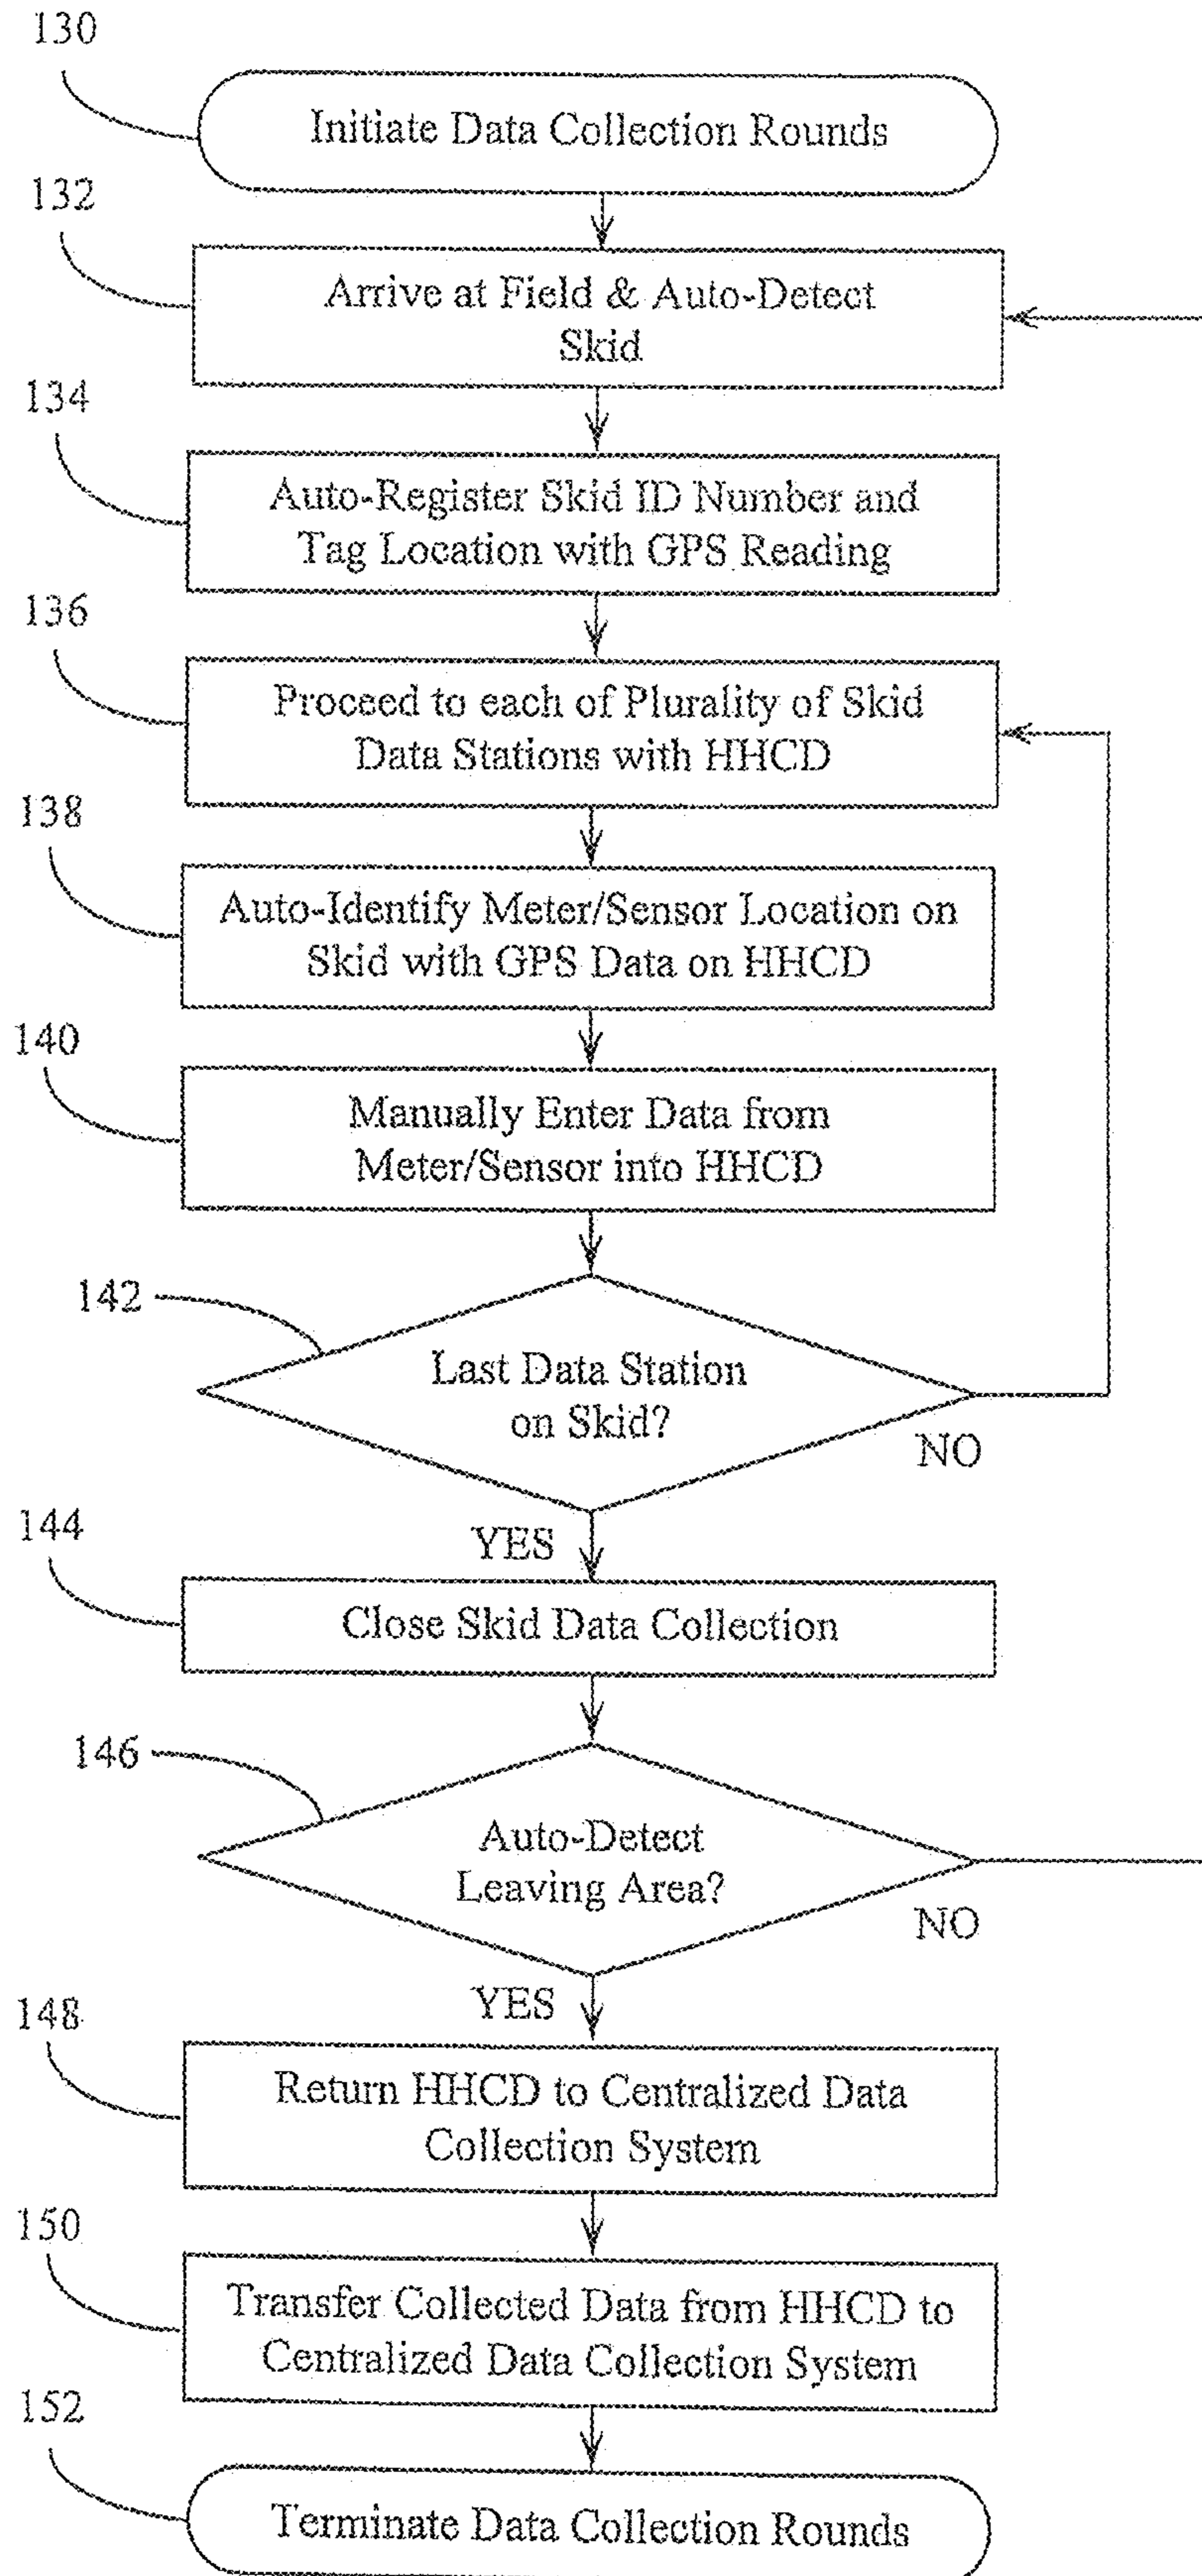 130
Initiate Data Collection Rounds
132
Arrive at Field & Auto-Detect
Skid
134
Auto-Register Skid ID Number and
Tag Location with GPS Reading
136
Proceed to each of Plurality of Skid
Data Stations with HHCD
138
Auto-Identify Meter/Sensor Location on
Skid with GPS Data on HHCD
140
Manually Enter Data from
Meter/Sensor into HHCD
142
Last Data Station
on Skid?
NO
YES
144
Close Skid Data Collection
146
Auto-Detect
Leaving Area?
NO
YES
148
Return HHCD to Centralized Data
Collection System
150
Transfer Collected Data from HHCD to
Centralized Data Collection System
152
Terminate Data Collection Rounds